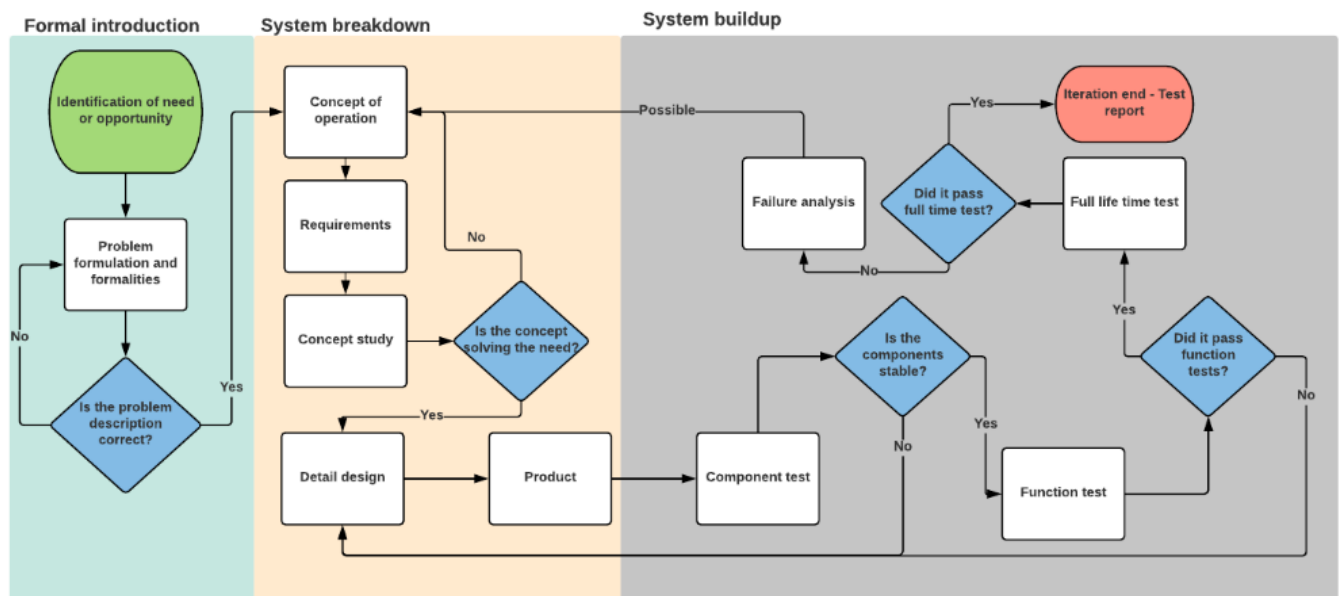 Formal introduction
System breakdown
System buildup
Identification of need
or opportunity
Problem
formulation and
formalities
No
Is the problem
description
correct?
Yes
Concept of
operation
Requirements
Concept study
No
Is the concept
solving the need?
Yes
Detail design
Product
Possible
Failure analysis
No
Did it pass
full time test?
Yes
Iteration end - Test
report
Full life time test
Component test
Is the
components
stable?
No
Yes
Function test
Yes
Did it pass
function
tests?
No